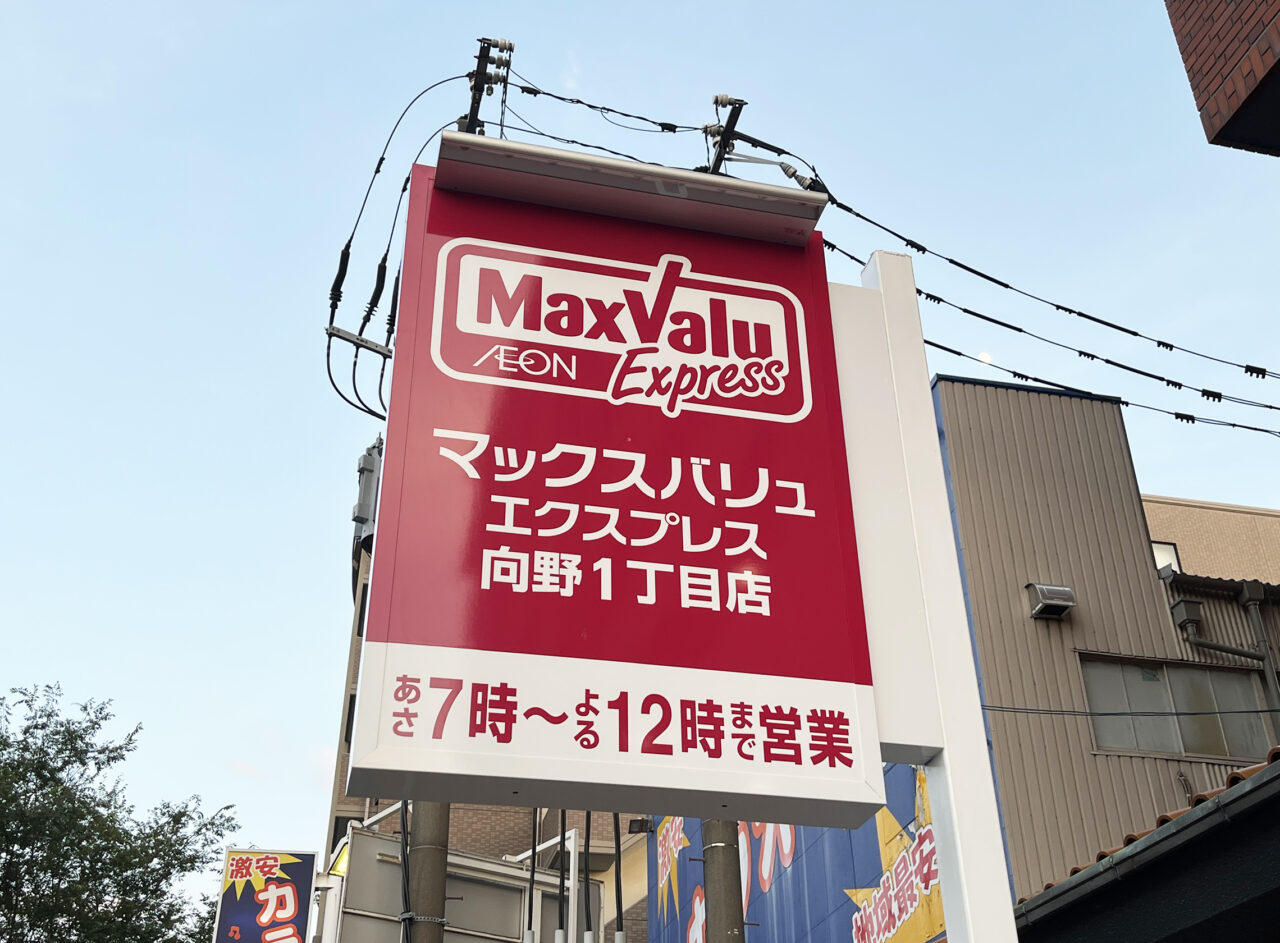 MaxValu
ÆON Express
マックスバリュ
エクスプレス
向野1丁目店
あさ7時～よる12時まで営業
激安
カラ
激安
地域最安